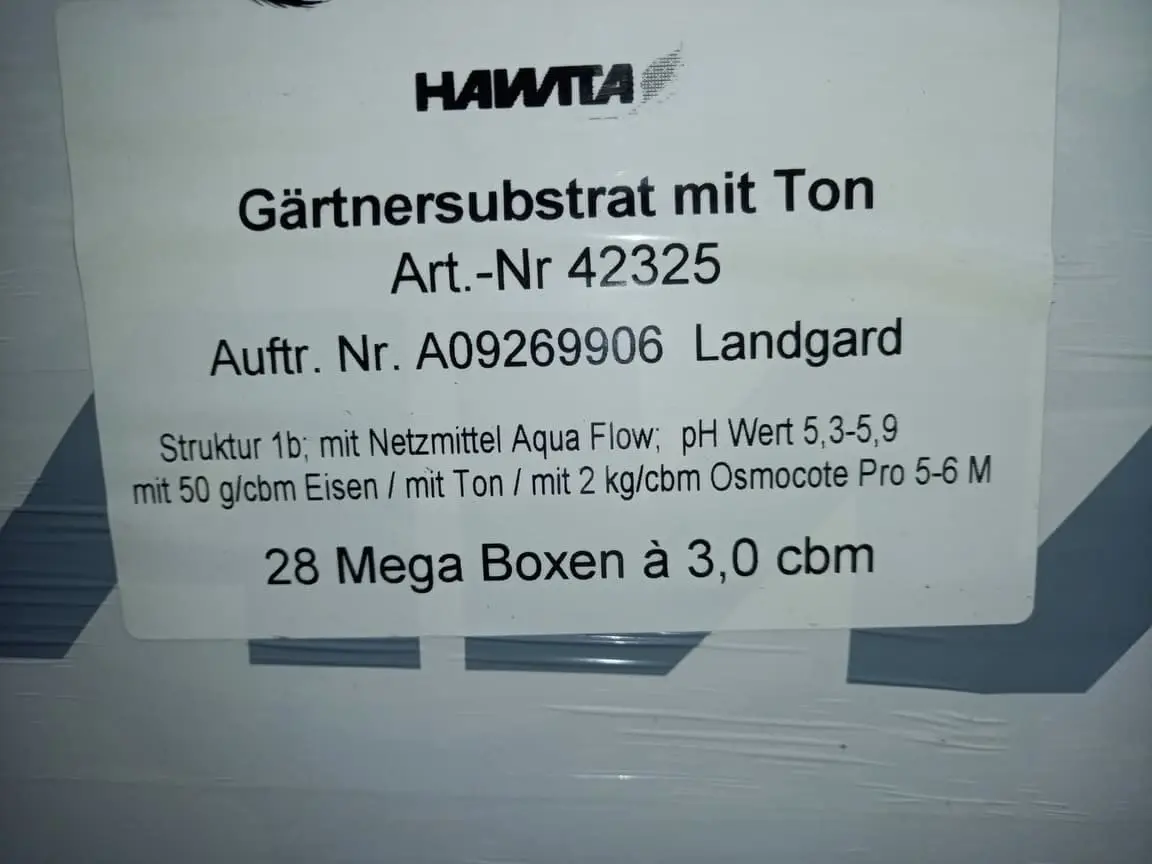 HAWITA
Gärtnersubstrat mit Ton
Art.-Nr 42325
Auftr. Nr. A09269906 Landgard
Struktur 1b; mit Netzmittel Aqua Flow; pH Wert 5,3-5,9
mit 50 g/cbm Eisen / mit Ton / mit 2 kg/cbm Osmocote Pro 5-6 M
28 Mega Boxen à 3,0 cbm